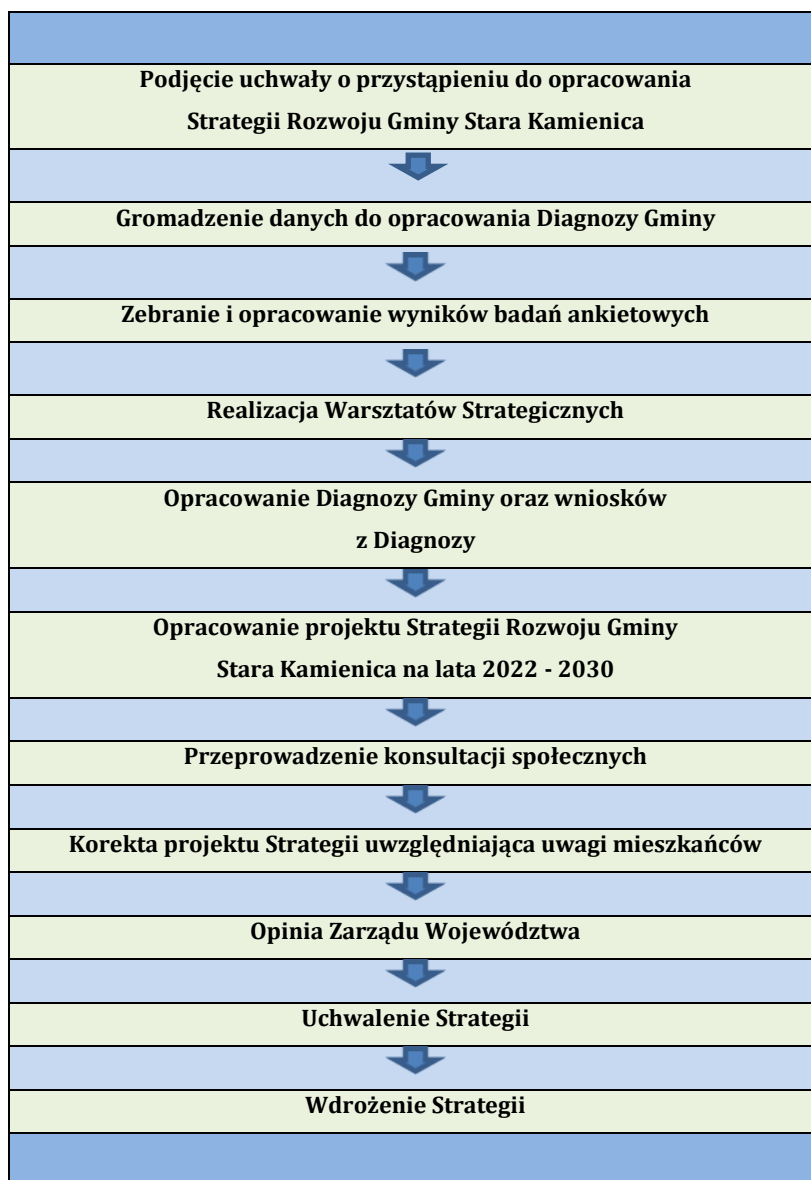 Podjęcie uchwały o przystąpieniu do opracowania
Strategii Rozwoju Gminy Stara Kamienica
Gromadzenie danych do opracowania Diagnozy Gminy
Zebranie i opracowanie wyników badań ankietowych
Realizacja Warsztatów Strategicznych
Opracowanie Diagnozy Gminy oraz wniosków
z Diagnozy
Opracowanie projektu Strategii Rozwoju Gminy
Stara Kamienica na lata 2022 - 2030
Przeprowadzenie konsultacji społecznych
Korekta projektu Strategii uwzględniająca uwagi mieszkańców
Opinia Zarządu Województwa
Uchwalenie Strategii
Wdrożenie Strategii